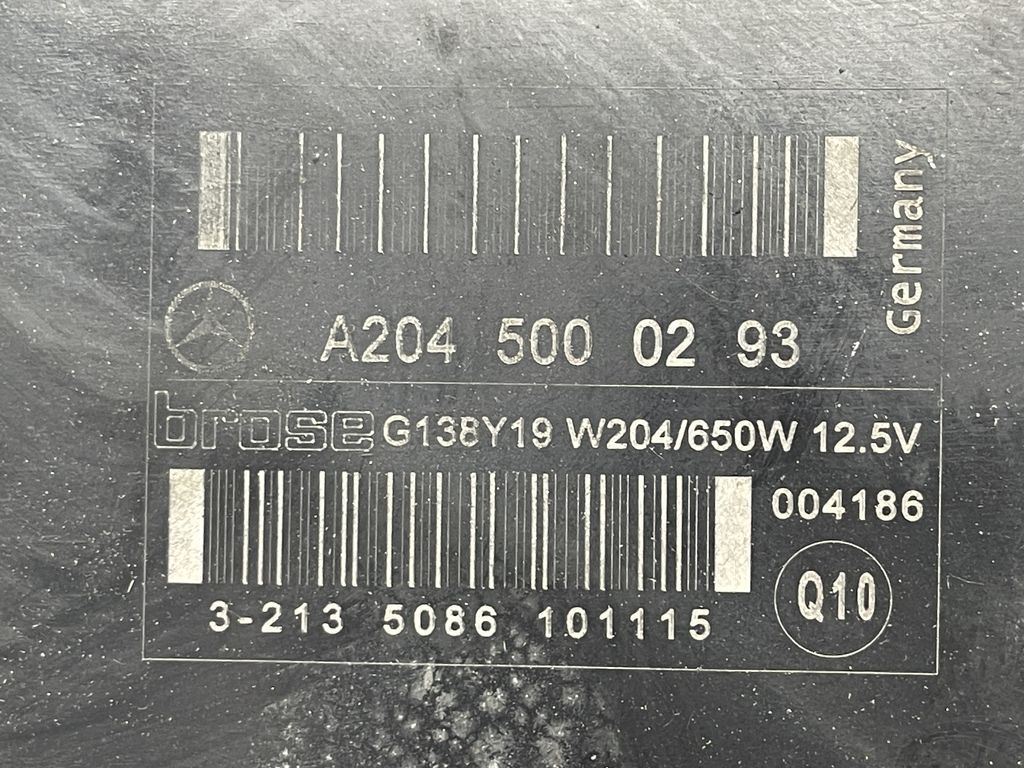 Germany
A204 500 02 93
brose G138Y19 W204/650W 12.5V
004186
3-213 5086 101115
Q10